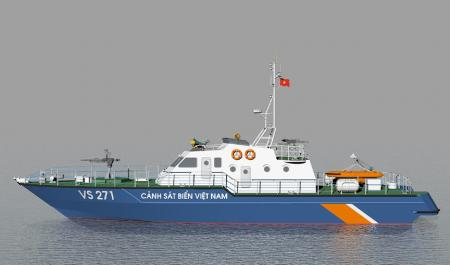 VS 271
CẢNH SÁT BIỂN VIỆT NAM